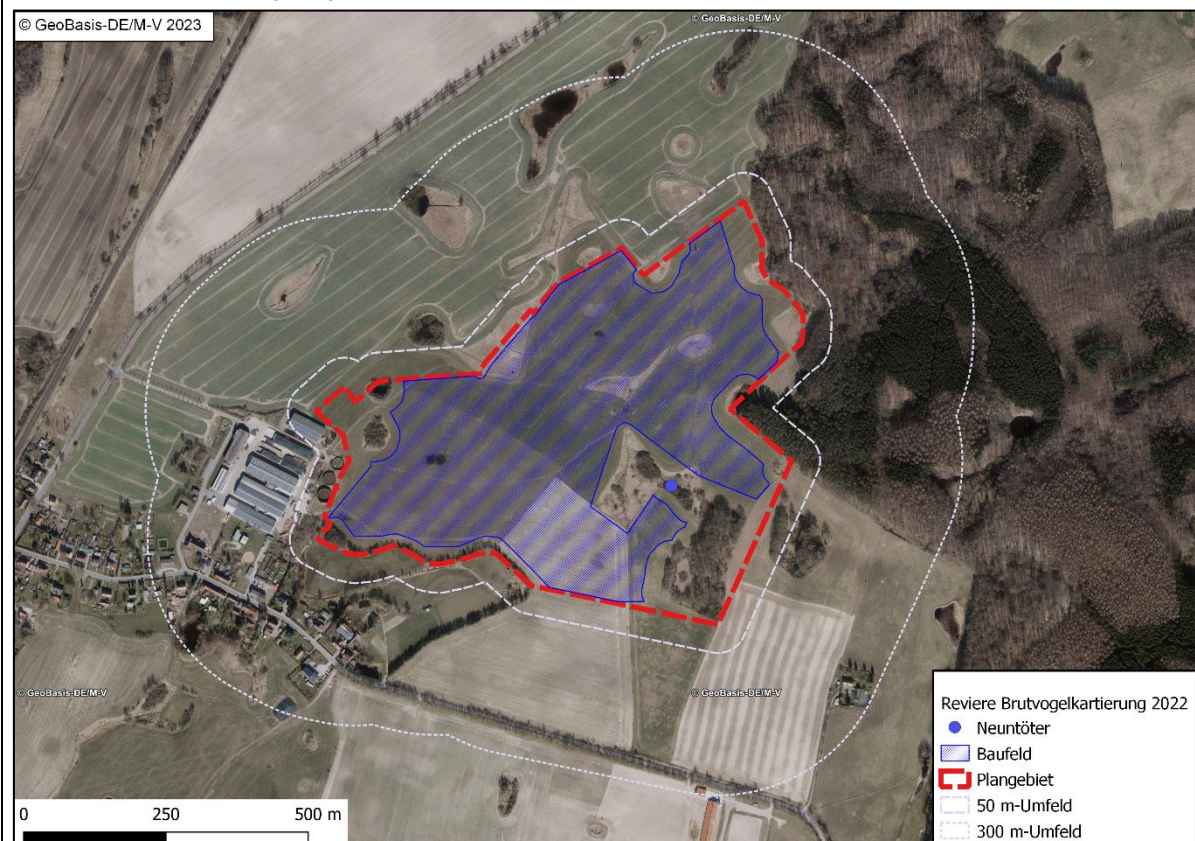 © GeoBasis-DE/M-V 2023
© GeoBasis-DE/M-V
© GeoBasis-DE/M-V
© GeoBasis-DE/M-V
Reviere Brutvogelkartierung 2022
Neuntöter
Baufeld
Plangebiet
50 m-Umfeld
300 m-Umfeld
0 250 500 m